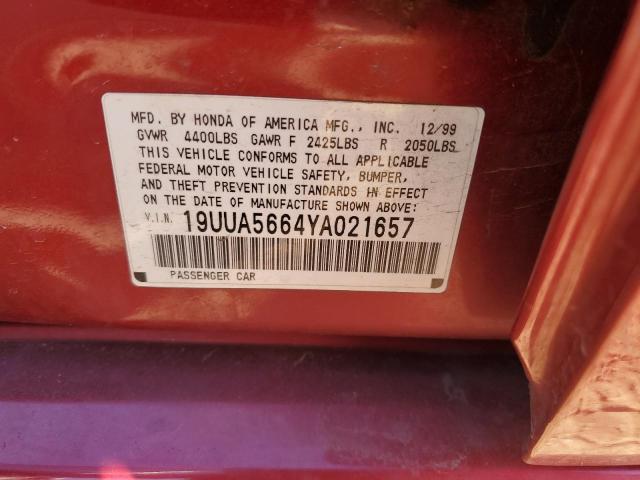 MFD. BY HONDA OF AMERICA MFG., INC. 12/99
GVWR 4400LBS GAWR F 2425LBS R 2050LBS
THIS VEHICLE CONFORMS TO ALL APPLICABLE
FEDERAL MOTOR VEHICLE SAFETY, BUMPER,
AND THEFT PREVENTION STANDARDS IN EFFECT
ON THE DATE OF MANUFACTURE SHOWN ABOVE:
V.I.N. 19UUA5664YA021657
PASSENGER CAR